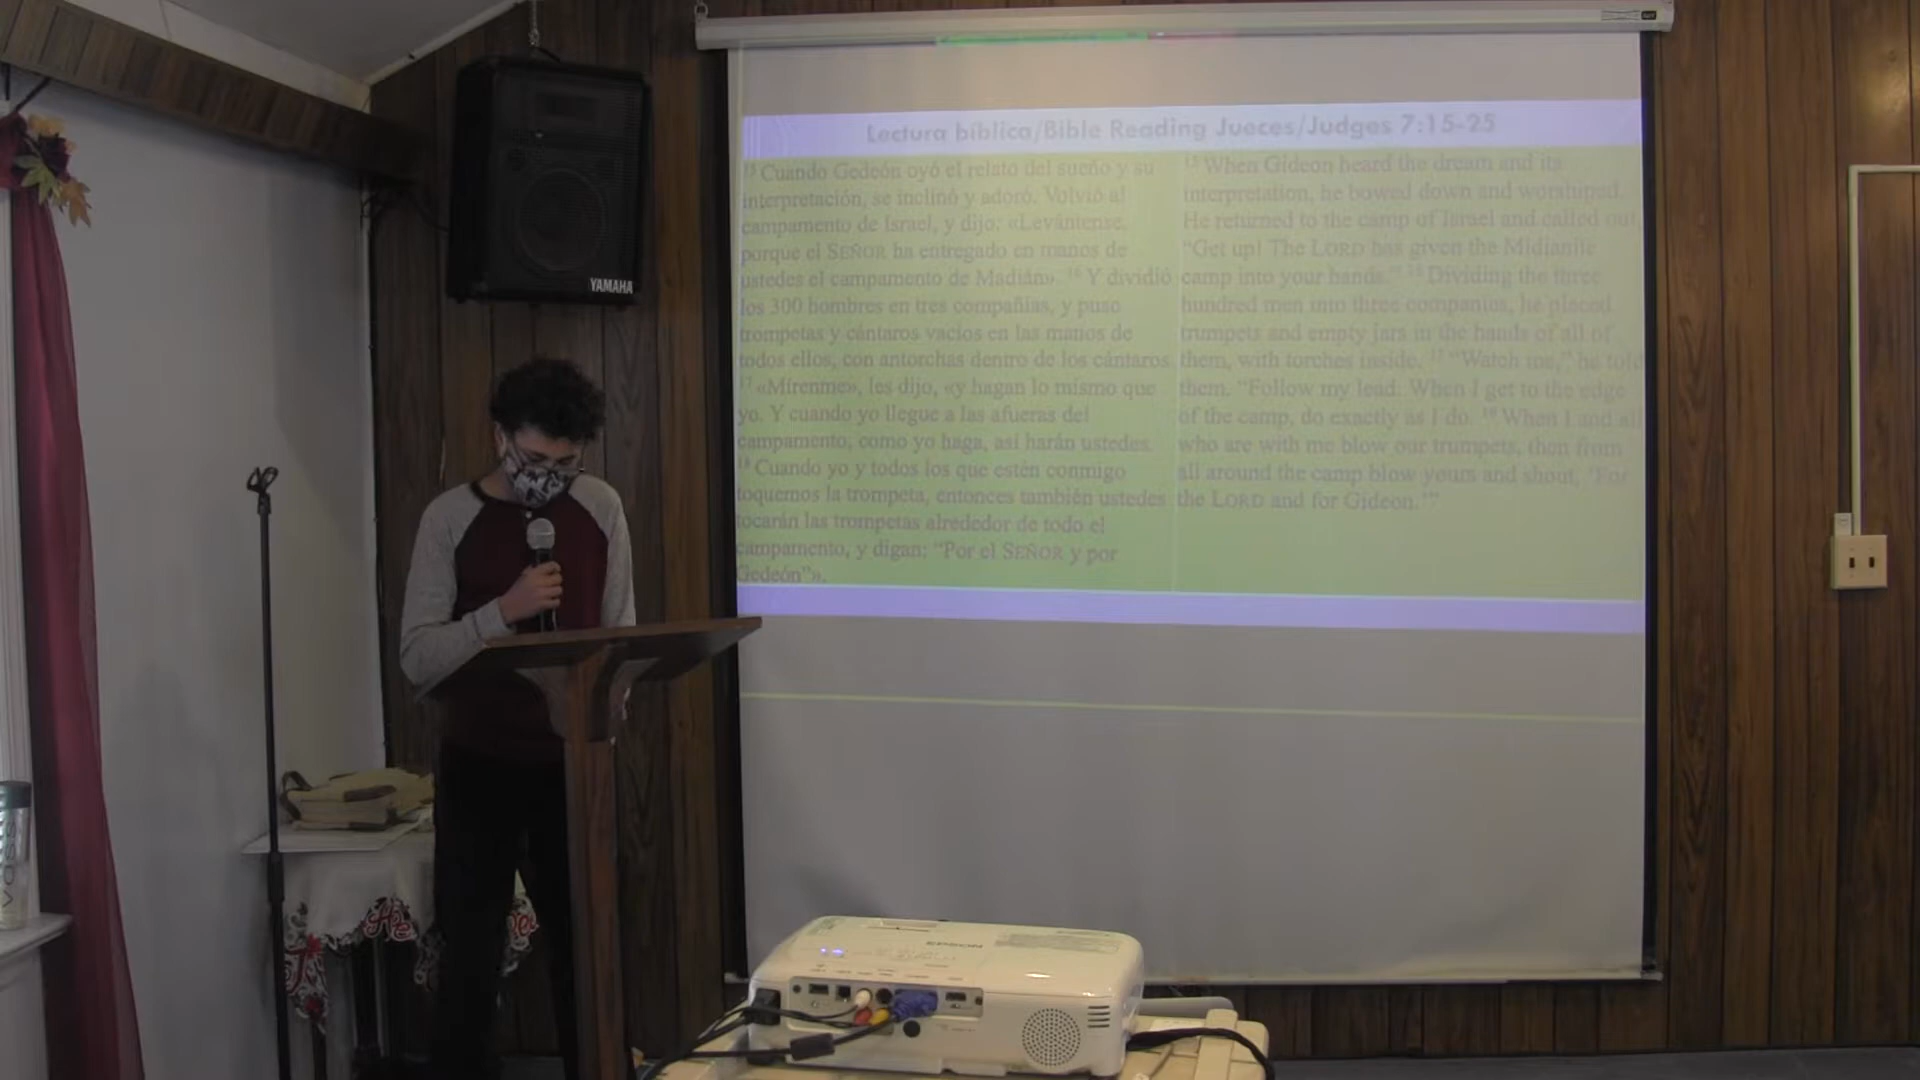 YAMAHA
Lectura bíblica/Bible Reading Jueces/Judges 7:15-25
15 Cuando Gedeón oyó el relato del sueño y su
interpretación, se inclinó y adoró. Volvió al
campamento de Israel, y dijo: «Levántense,
porque el SEÑOR ha entregado en manos de
ustedes el campamento de Madián». 16 Y dividió
los 300 hombres en tres compañías, y puso
trompetas y cántaros vacíos en las manos de
todos ellos, con antorchas dentro de los cántaros.
17 «Mírenme», les dijo, «y hagan lo mismo que
yo. Y cuando yo llegue a las afueras del
campamento, como yo haga, así harán ustedes.
18 Cuando yo y todos los que estén conmigo
toquemos la trompeta, entonces también ustedes
tocarán las trompetas alrededor de todo el
campamento, y digan: “Por el SEÑOR y por
Gedeón”».
15 When Gideon heard the dream and its
interpretation, he bowed down and worshiped.
He returned to the camp of Israel and called out,
“Get up! The LORD has given the Midianite
camp into your hands.” 16 Dividing the three
hundred men into three companies, he placed
trumpets and empty jars in the hands of all of
them, with torches inside. 17 “Watch me,” he told
them. “Follow my lead. When I get to the edge
of the camp, do exactly as I do. 18 When I and all
who are with me blow our trumpets, then from
all around the camp blow yours and shout, ‘For
the LORD and for Gideon.’”
EPSON